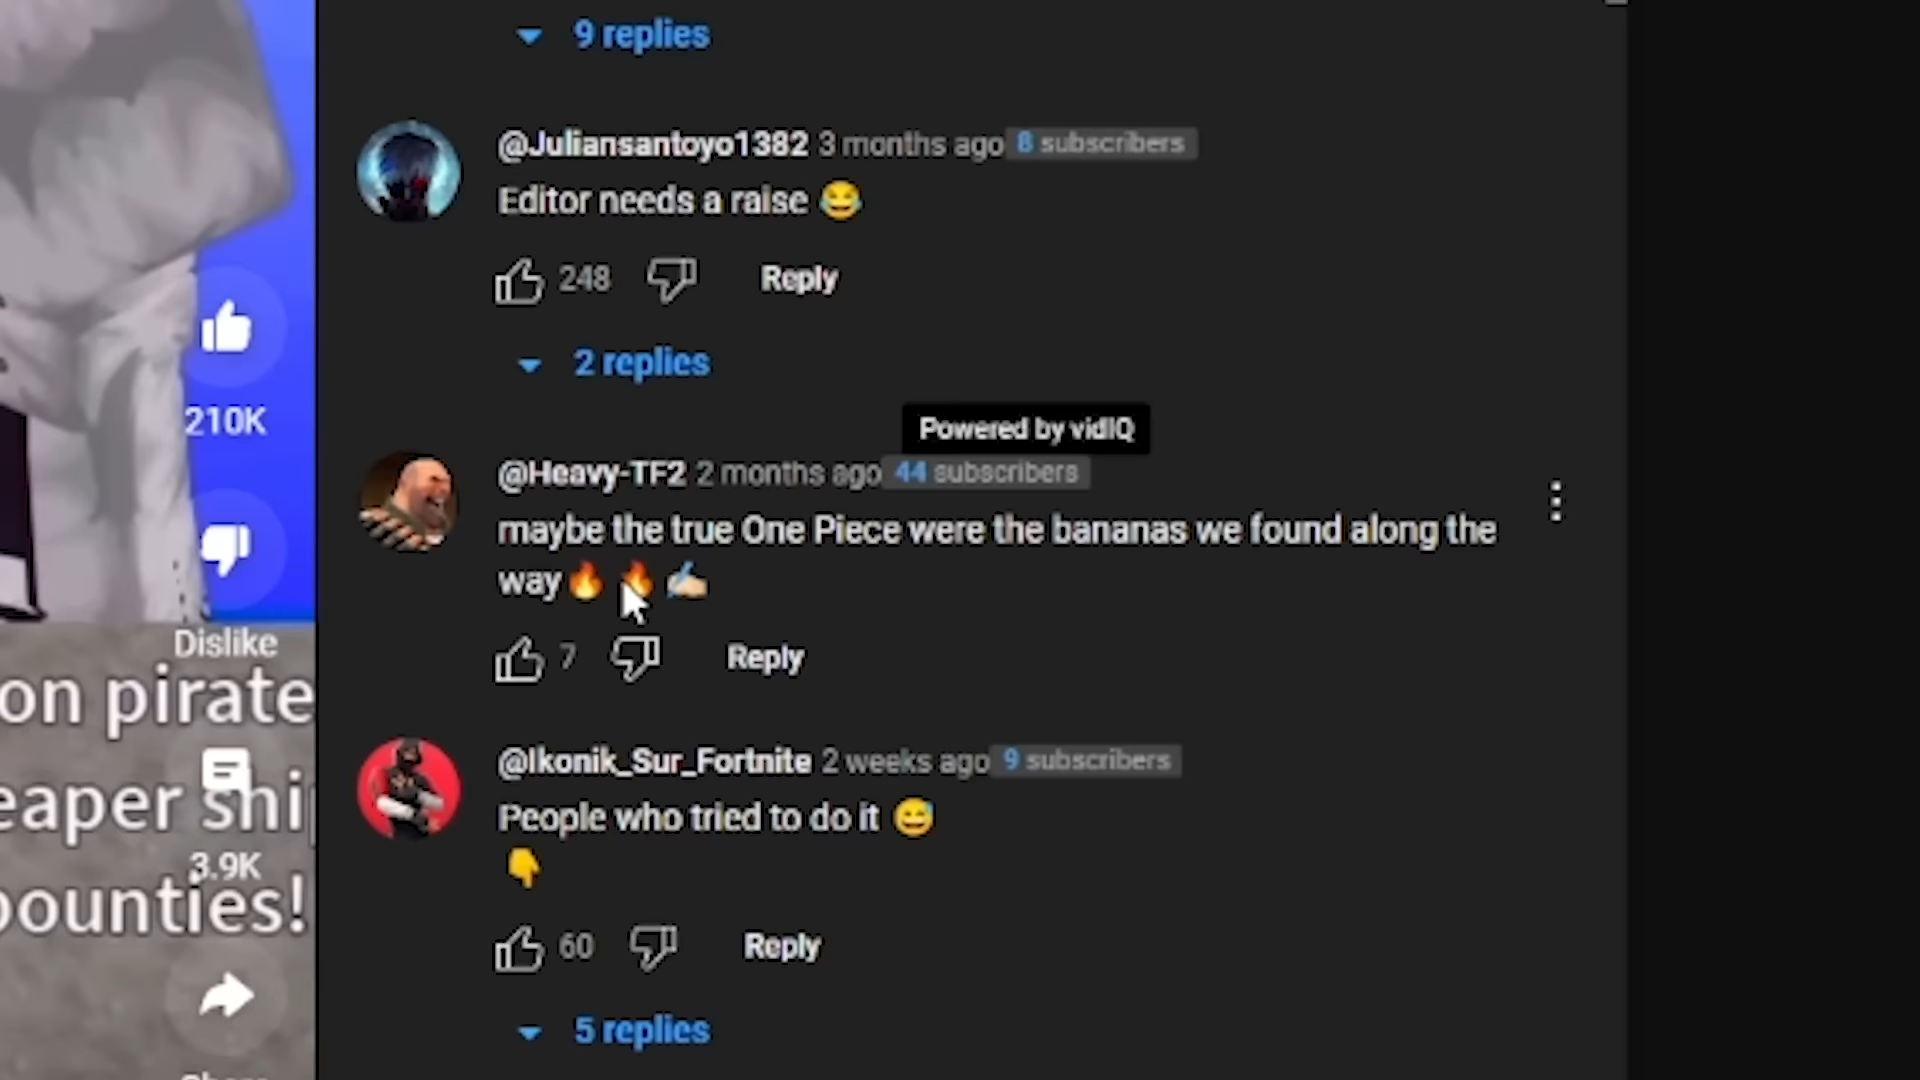 9 replies
@Juliansantoyo1382 3 months ago 8 subscribers
Editor needs a raise 😂
248 Reply
2 replies
Powered by vidIQ
@Heavy-TF2 2 months ago 44 subscribers
maybe the true One Piece were the bananas we found along the
way🔥 🔥 ✍🏻
7 Reply
@Ikonik_Sur_Fortnite 2 weeks ago 9 subscribers
People who tried to do it 😅
👇
60 Reply
5 replies
210K
Dislike
on pirate
eaper ship
3.9K
bounties!